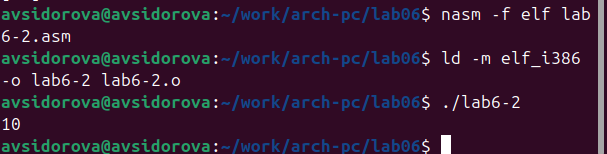 avsidorova@avsidorova:~/work/arch-pc/lab06$ nasm -f elf lab
6-2.asm
avsidorova@avsidorova:~/work/arch-pc/lab06$ ld -m elf_i386
-o lab6-2 lab6-2.o
avsidorova@avsidorova:~/work/arch-pc/lab06$ ./lab6-2
10
avsidorova@avsidorova:~/work/arch-pc/lab06$